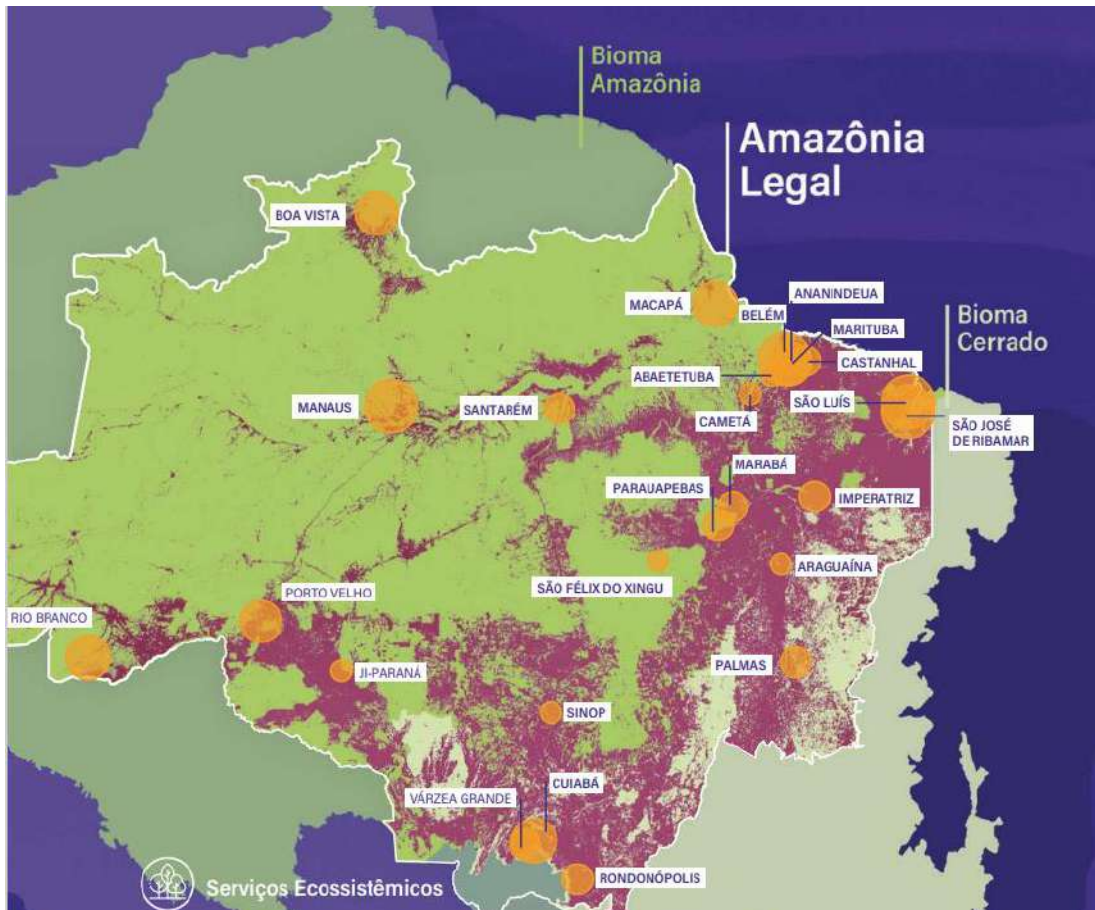 Bioma
Amazônia
Amazônia
Legal
BOA VISTA
ANANINDEUA
MACAPÁ
BELÉM
MARITUBA
Bioma
Cerrado
CASTANHAL
ABAETETUBA
MANAUS
SANTARÉM
SÃO LUÍS
CAMETÁ
SÃO JOSÉ
DE RIBAMAR
MARABÁ
PARAUAPEBAS
IMPERATRIZ
ARAGUAÍNA
SÃO FÉLIX DO XINGU
PORTO VELHO
RIO BRANCO
JI-PARANÁ
PALMAS
SINOP
CUIABÁ
VÁRZEA GRANDE
RONDONÓPOLIS
Serviços Ecossistêmicos